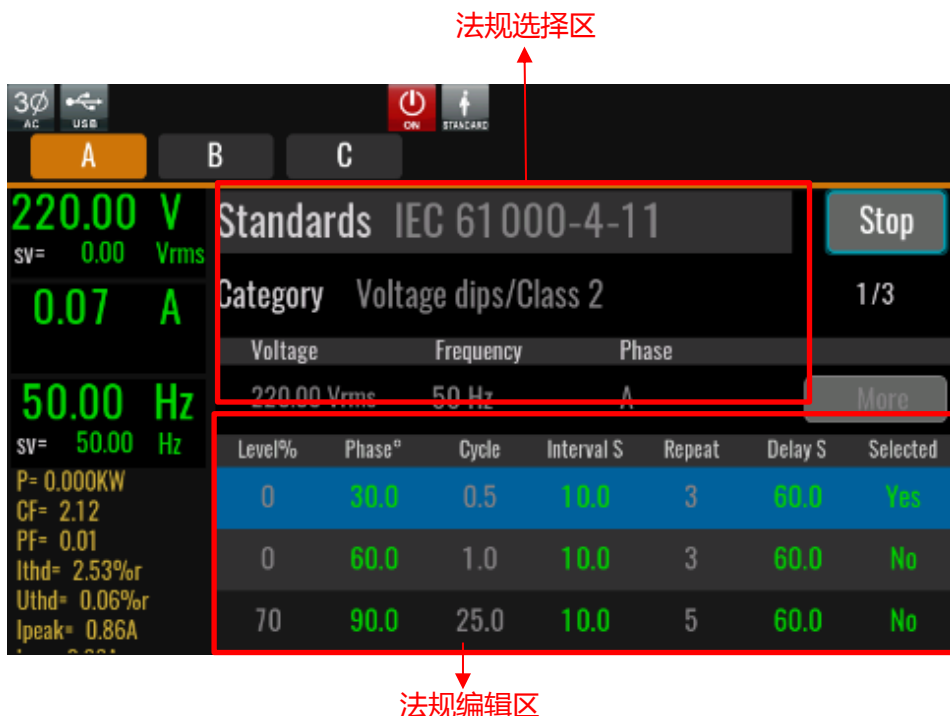 法规选择区
3Ø
AC
USB
ON
STANDARD
A B C
220.00 V
sv= 0.00 Vrms
0.07 A
50.00 Hz
sv= 50.00 Hz
P= 0.000KW
CF= 2.12
PF= 0.01
Ithd= 2.53%r
Uthd= 0.06%r
Ipeak= 0.86A
Standards IEC 61000-4-11
Stop
Category Voltage dips/Class 2
1/3
Voltage Frequency Phase
220.00 Vrms 50 Hz A
More
Level% Phase° Cycle Interval S Repeat Delay S Selected
0 30.0 0.5 10.0 3 60.0 Yes
0 60.0 1.0 10.0 3 60.0 No
70 90.0 25.0 10.0 5 60.0 No
法规编辑区